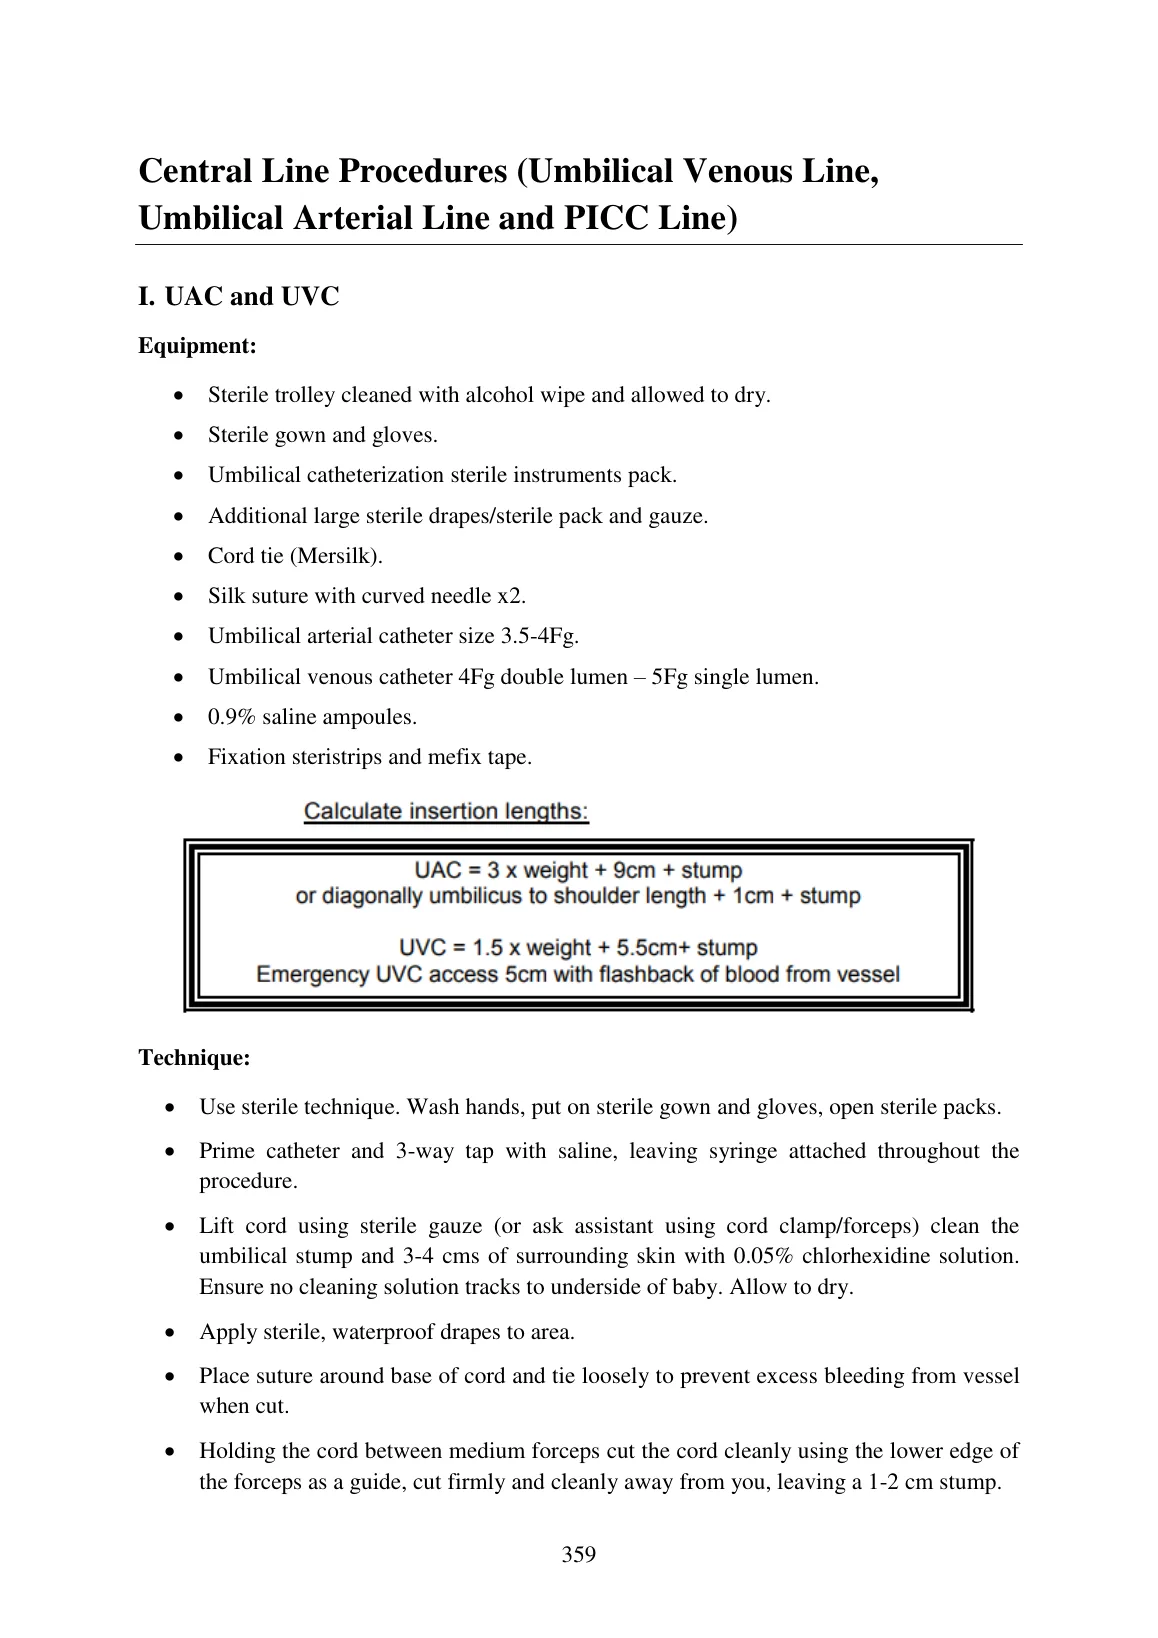 Central Line Procedures (Umbilical Venous Line,
Umbilical Arterial Line and PICC Line)
I. UAC and UVC
Equipment:
• Sterile trolley cleaned with alcohol wipe and allowed to dry.
• Sterile gown and gloves.
• Umbilical catheterization sterile instruments pack.
• Additional large sterile drapes/sterile pack and gauze.
• Cord tie (Mersilk).
• Silk suture with curved needle x2.
• Umbilical arterial catheter size 3.5-4Fg.
• Umbilical venous catheter 4Fg double lumen – 5Fg single lumen.
• 0.9% saline ampoules.
• Fixation steristrips and mefix tape.
Calculate insertion lengths:
UAC = 3 x weight + 9cm + stump
or diagonally umbilicus to shoulder length + 1cm + stump
UVC = 1.5 x weight + 5.5cm+ stump
Emergency UVC access 5cm with flashback of blood from vessel
Technique:
• Use sterile technique. Wash hands, put on sterile gown and gloves, open sterile packs.
• Prime catheter and 3-way tap with saline, leaving syringe attached throughout the
procedure.
• Lift cord using sterile gauze (or ask assistant using cord clamp/forceps) clean the
umbilical stump and 3-4 cms of surrounding skin with 0.05% chlorhexidine solution.
Ensure no cleaning solution tracks to underside of baby. Allow to dry.
• Apply sterile, waterproof drapes to area.
• Place suture around base of cord and tie loosely to prevent excess bleeding from vessel
when cut.
• Holding the cord between medium forceps cut the cord cleanly using the lower edge of
the forceps as a guide, cut firmly and cleanly away from you, leaving a 1-2 cm stump.
359